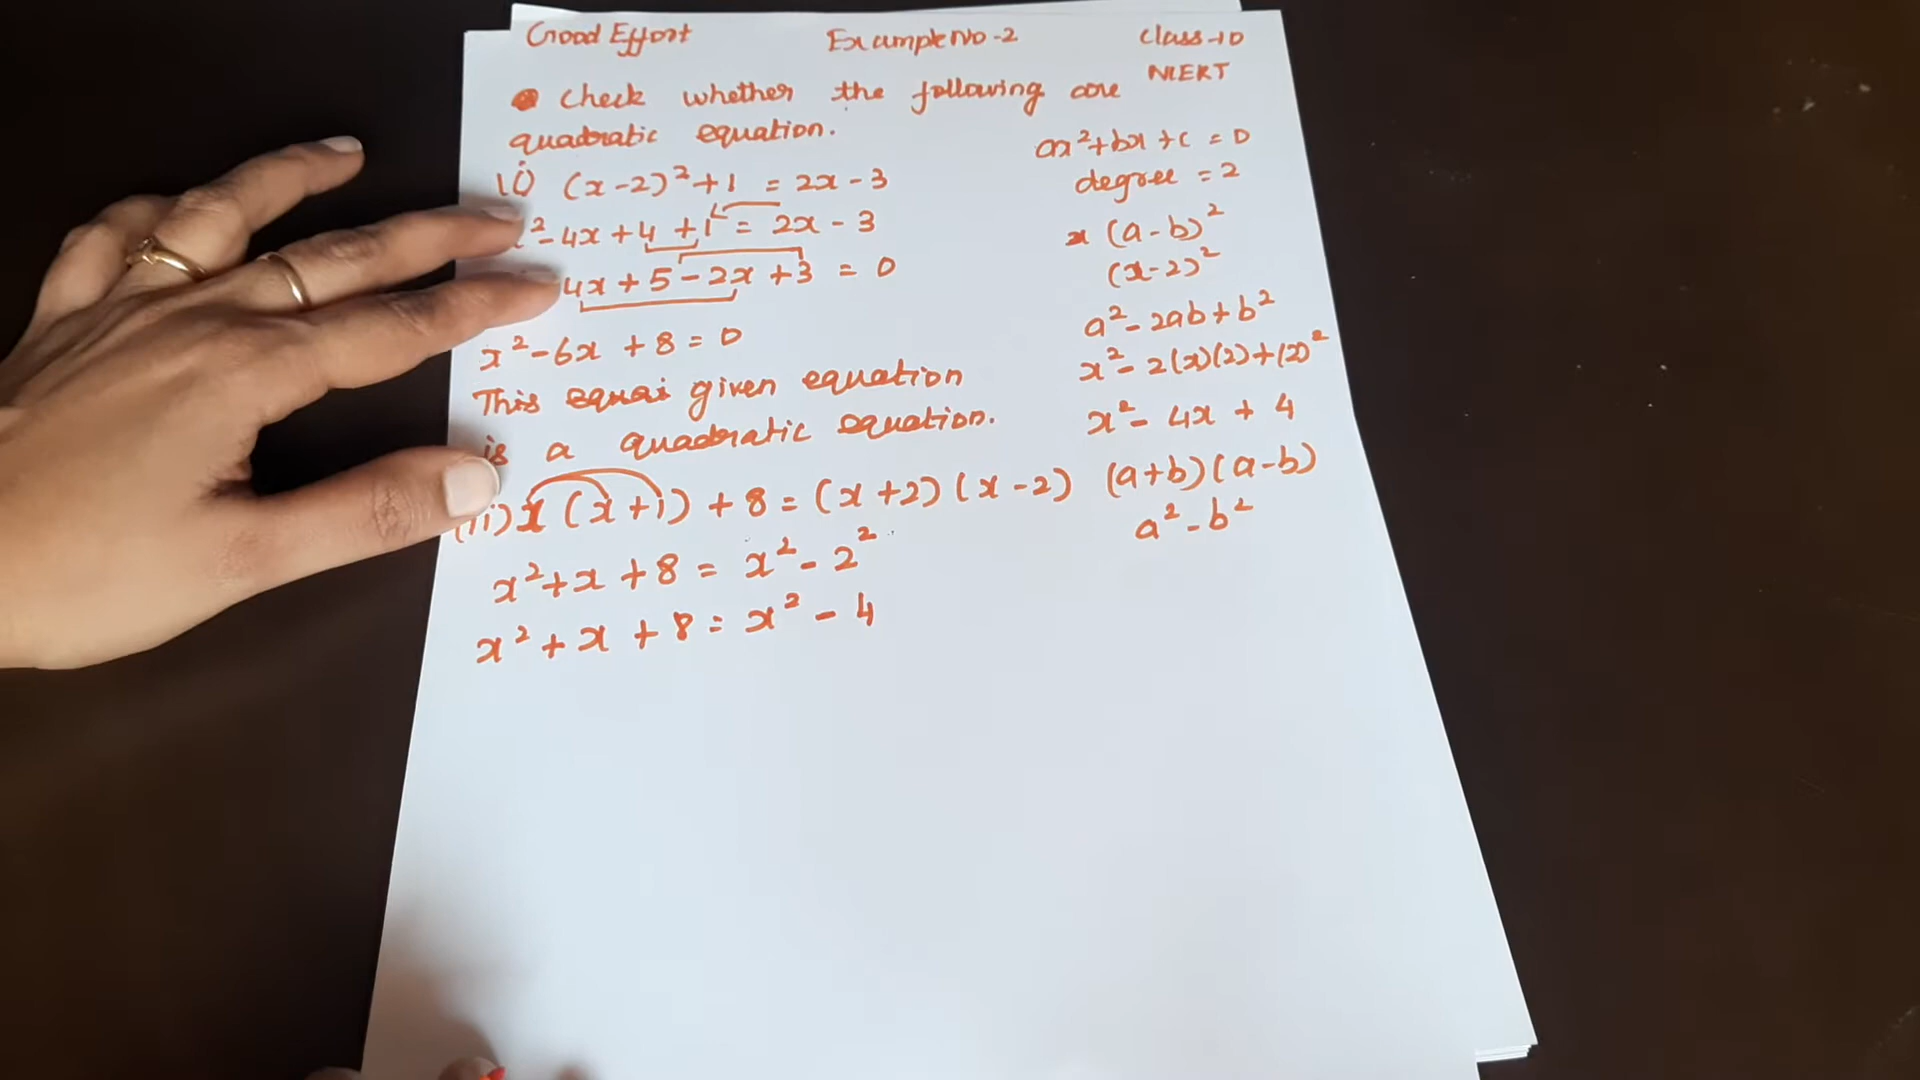 Good Effort Example No-2 Class-10
NCERT
Check whether the following are
quadratic equation.
(i) (x-2)²+1 = 2x-3
²-4x+4+1 = 2x-3
4x+5-2x+3 = 0
x²-6x+8=0
This equai given equation
is a quadratic equation.
(ii) x(x+1)+8=(x+2)(x-2)
x²+x+8 = x²-2²
x²+x+8 = x²-4
ax²+bx+c=0
degree = 2
(a-b)²
(x-2)²
a²-2ab+b²
x²-2(x)(2)+(2)²
x²-4x+4
(a+b)(a-b)
a²-b²